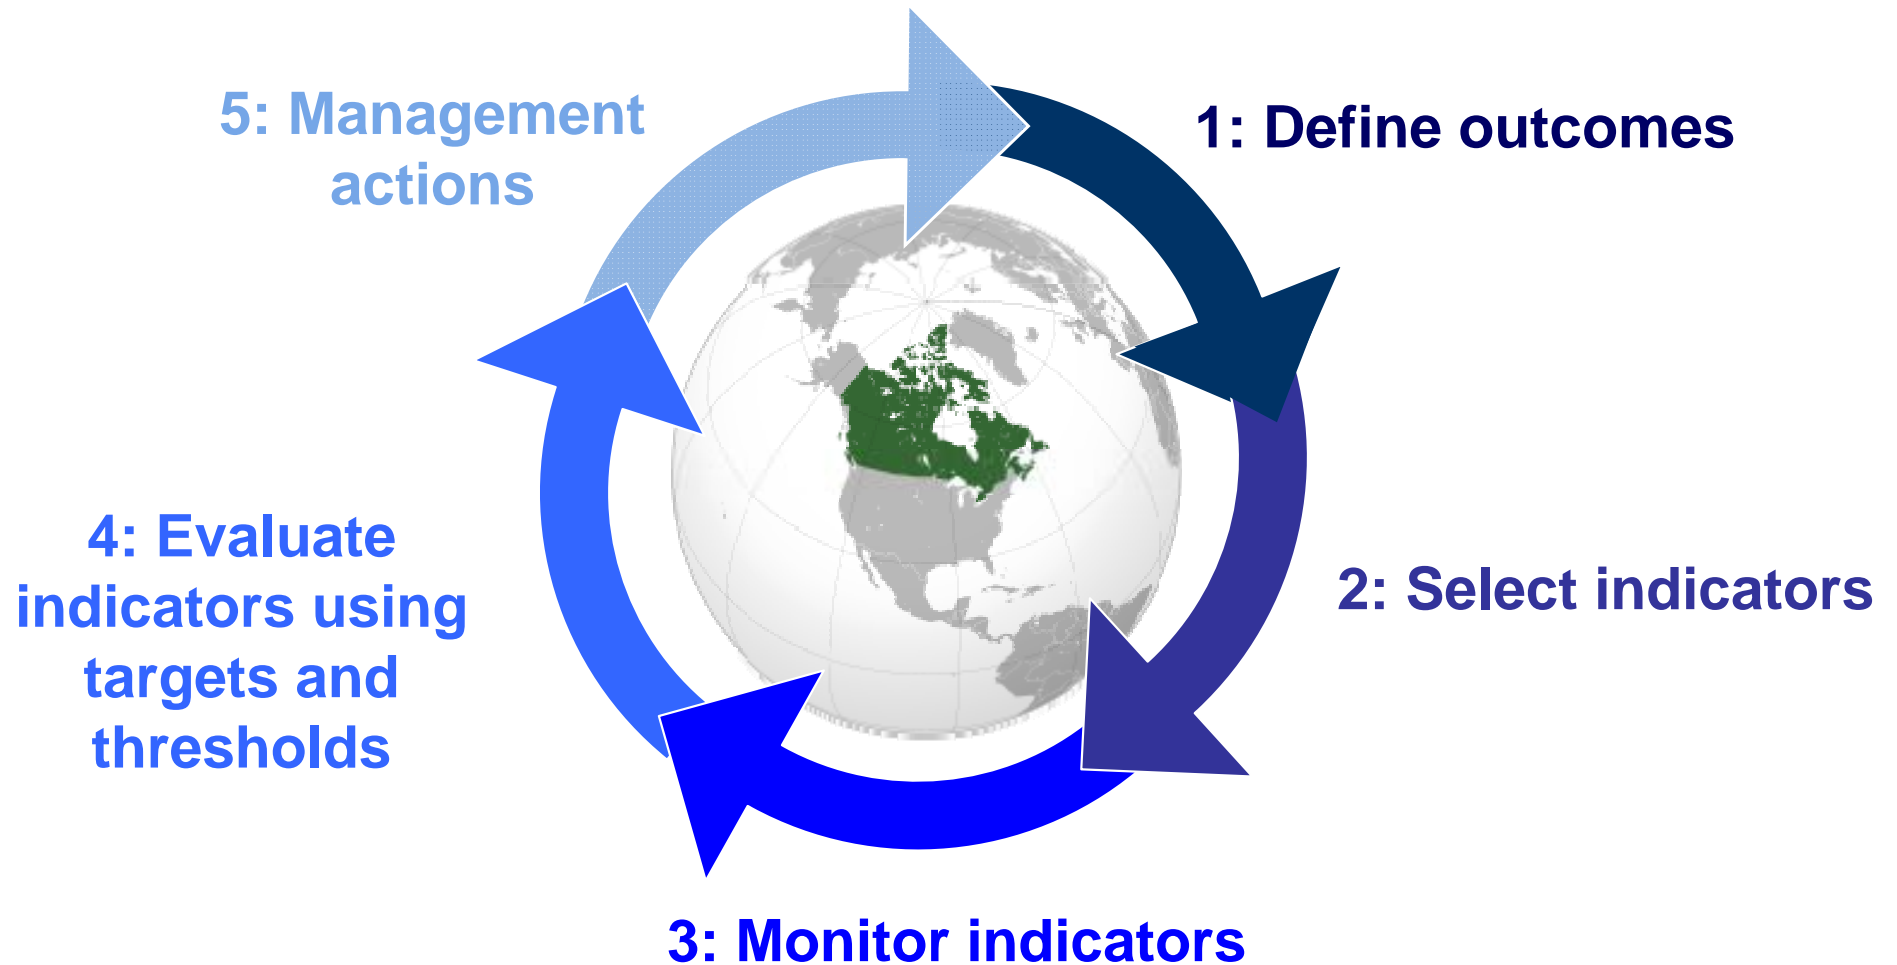 1: Define outcomes
2: Select indicators
3: Monitor indicators
4: Evaluate
indicators using
targets and
thresholds
5: Management
actions